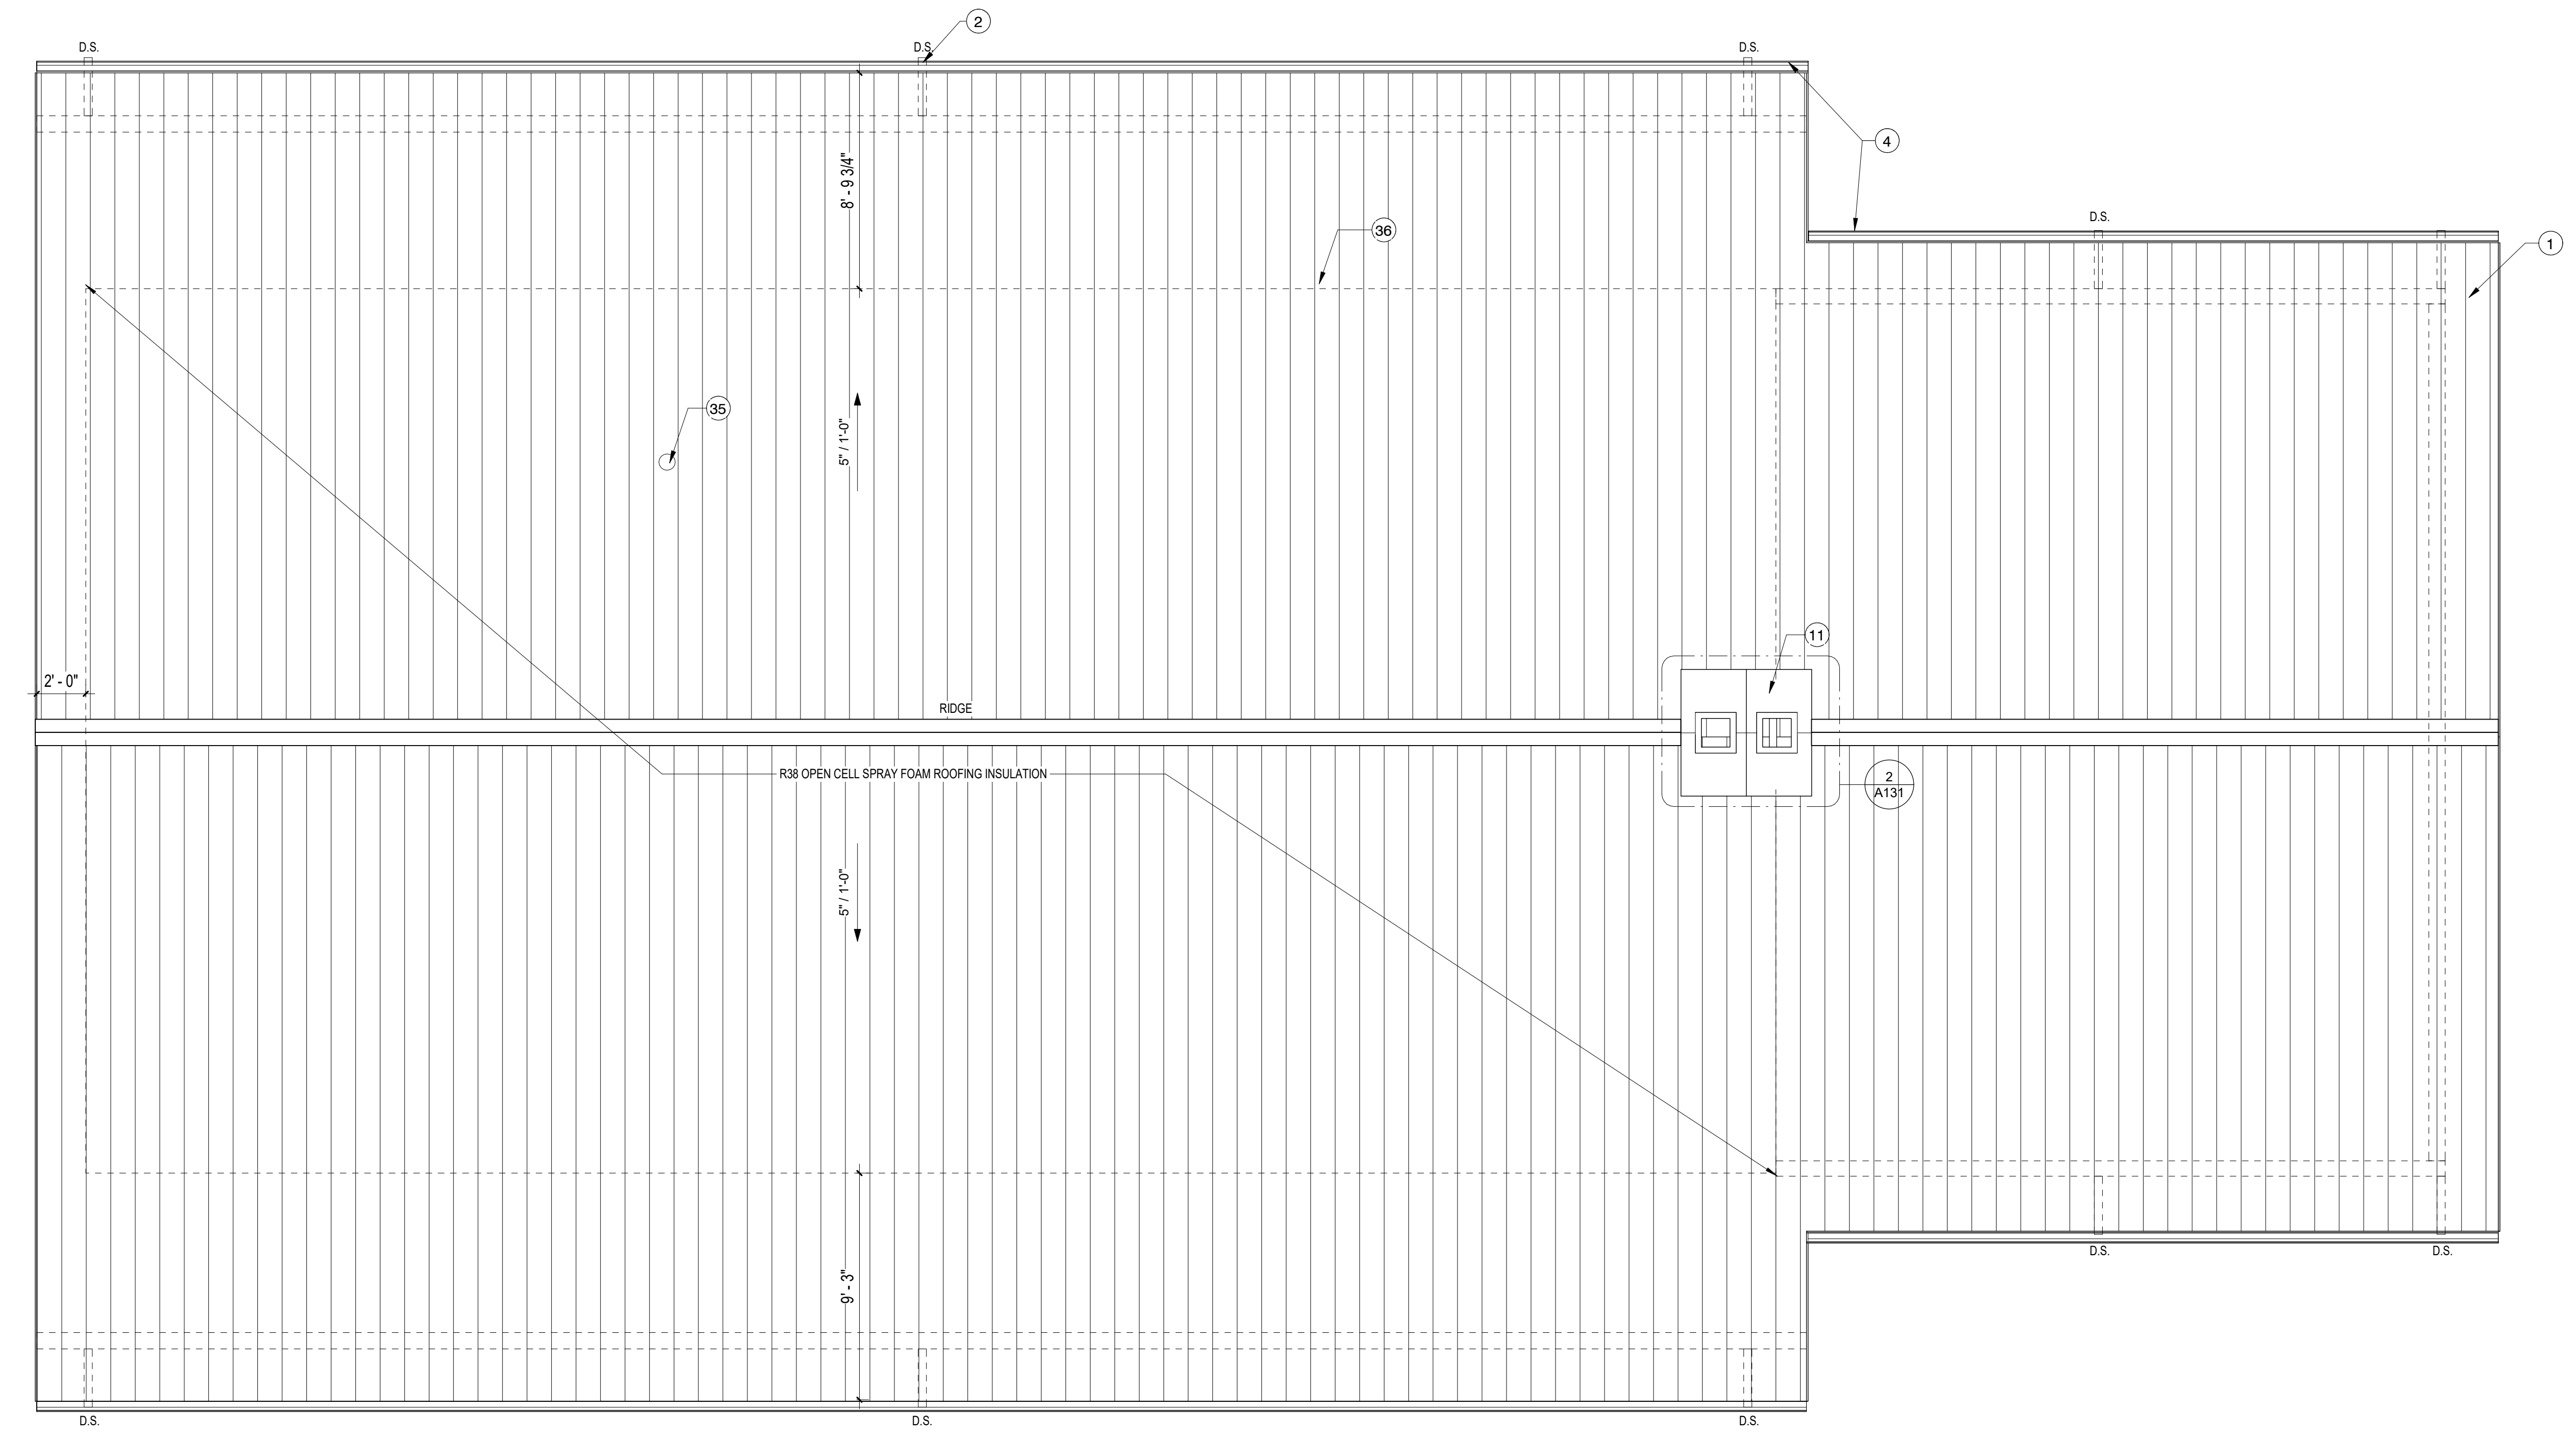 2
D.S.
D.S.
D.S.
4
8' - 9 3/4"
D.S.
36
1
35
5" / 1'-0"
11
2' - 0"
RIDGE
R38 OPEN CELL SPRAY FOAM ROOFING INSULATION
2
A131
5" / 1'-0"
9' - 3"
D.S.
D.S.
D.S.
D.S.
D.S.